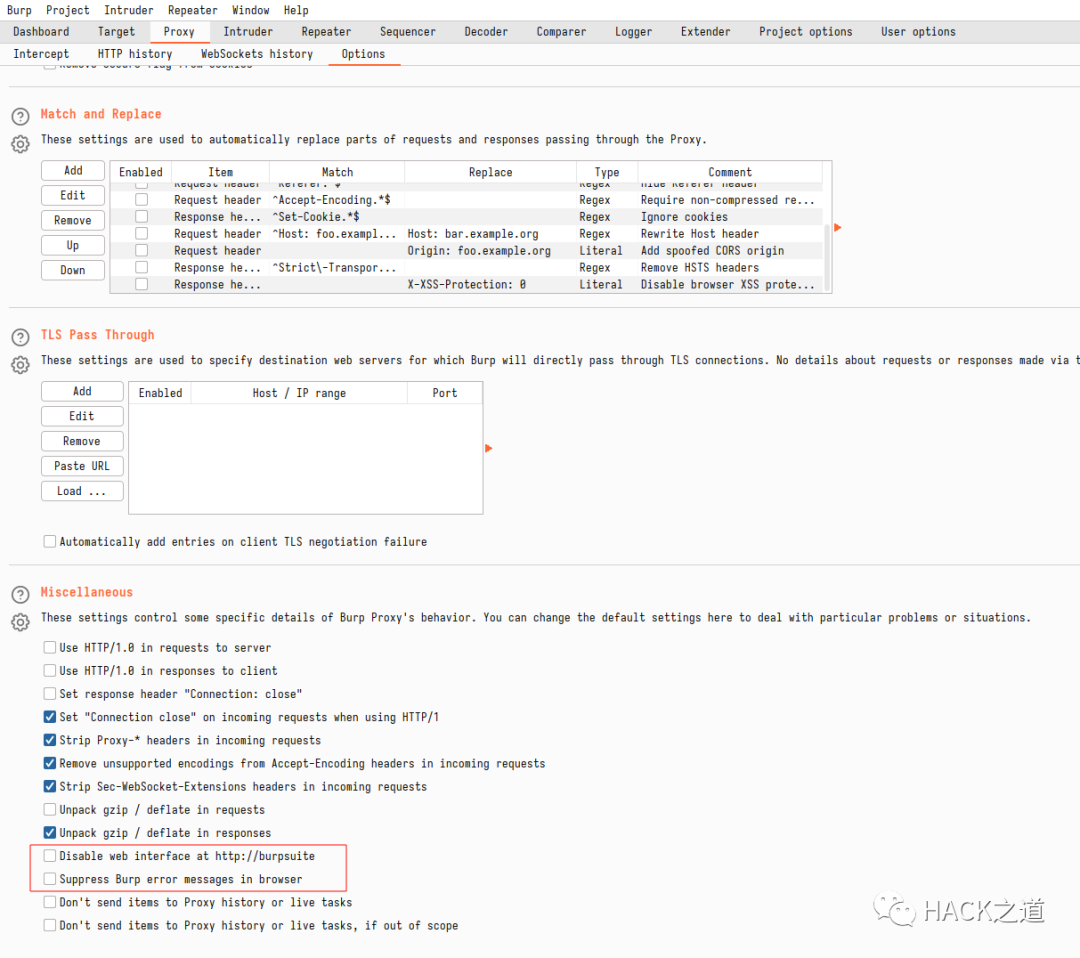 Burp Project Intruder Repeater Window Help
Dashboard Target Proxy Intruder Repeater Sequencer Decoder Comparer Logger Extender Project options User options
Intercept HTTP history WebSockets history Options
Match and Replace
These settings are used to automatically replace parts of requests and responses passing through the Proxy.
Add
Edit
Remove
Up
Down
Enabled Item Match Replace Type Comment
Request header ^Referer.*$ Regex Hide Referer header
Request header ^Accept-Encoding.*$ Regex Require non-compressed re...
Response he... ^Set-Cookie.*$ Regex Ignore cookies
Request header ^Host: foo.exampl... Host: bar.example.org Regex Rewrite Host header
Request header Origin: foo.example.org Literal Add spoofed CORS origin
Response he... ^Strict\-Transpor... Regex Remove HSTS headers
Response he... X-XSS-Protection: 0 Literal Disable browser XSS prote...
TLS Pass Through
These settings are used to specify destination web servers for which Burp will directly pass through TLS connections. No details about requests or responses made via t
Add
Edit
Remove
Paste URL
Load ...
Enabled Host / IP range Port
Automatically add entries on client TLS negotiation failure
Miscellaneous
These settings control some specific details of Burp Proxy's behavior. You can change the default settings here to deal with particular problems or situations.
Use HTTP/1.0 in requests to server
Use HTTP/1.0 in responses to client
Set response header "Connection: close"
Set "Connection close" on incoming requests when using HTTP/1
Strip Proxy-* headers in incoming requests
Remove unsupported encodings from Accept-Encoding headers in incoming requests
Strip Sec-WebSocket-Extensions headers in incoming requests
Unpack gzip / deflate in requests
Unpack gzip / deflate in responses
Disable web interface at http://burpsuite
Suppress Burp error messages in browser
Don't send items to Proxy history or live tasks
Don't send items to Proxy history or live tasks, if out of scope
HACK之道